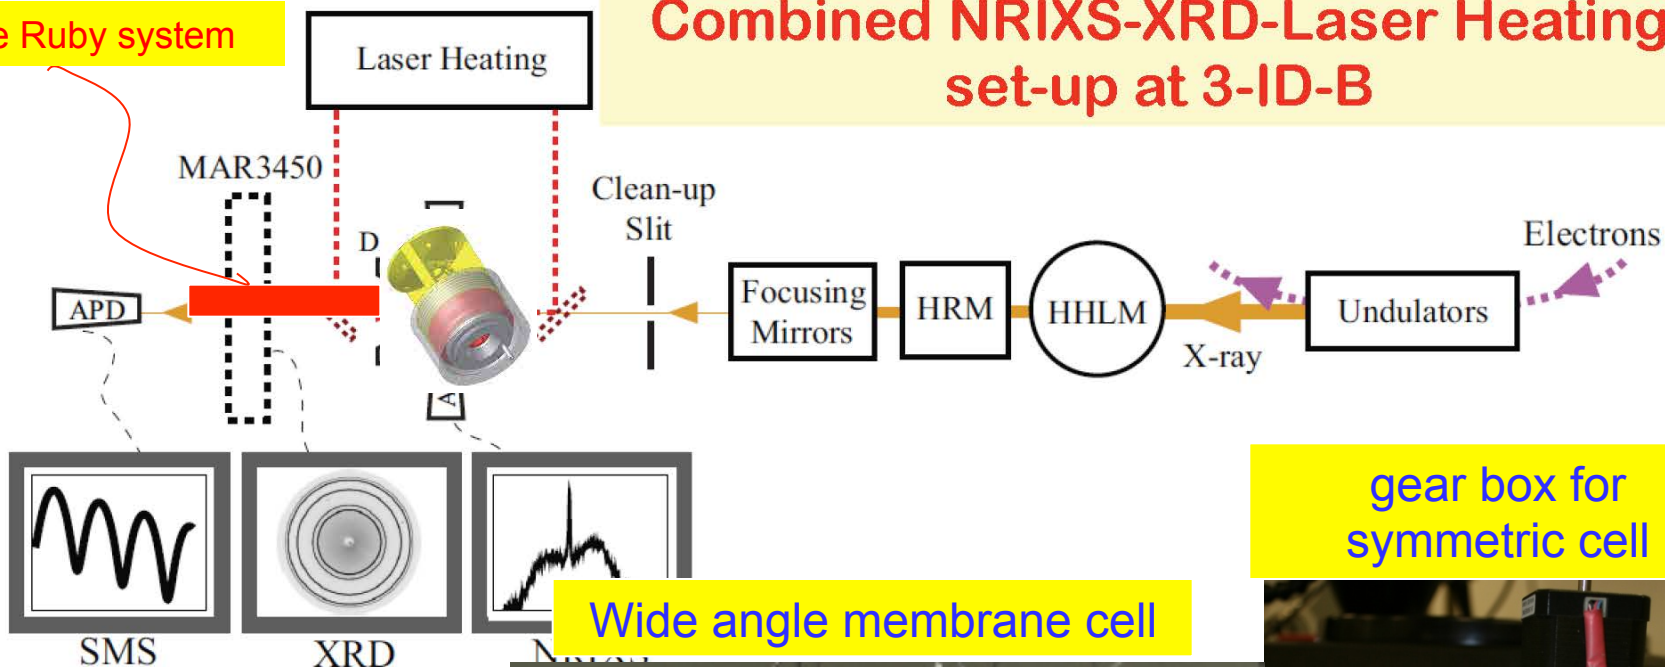 Ruby system
Combined NRIXS-XRD-Laser Heating
set-up at 3-ID-B
Laser Heating
MAR3450
Clean-up
Slit
D
Electrons
APD
Focusing
Mirrors
HRM
HHLM
Undulators
X-ray
A
gear box for
symmetric cell
Wide angle membrane cell
SMS
XRD
NRIXS